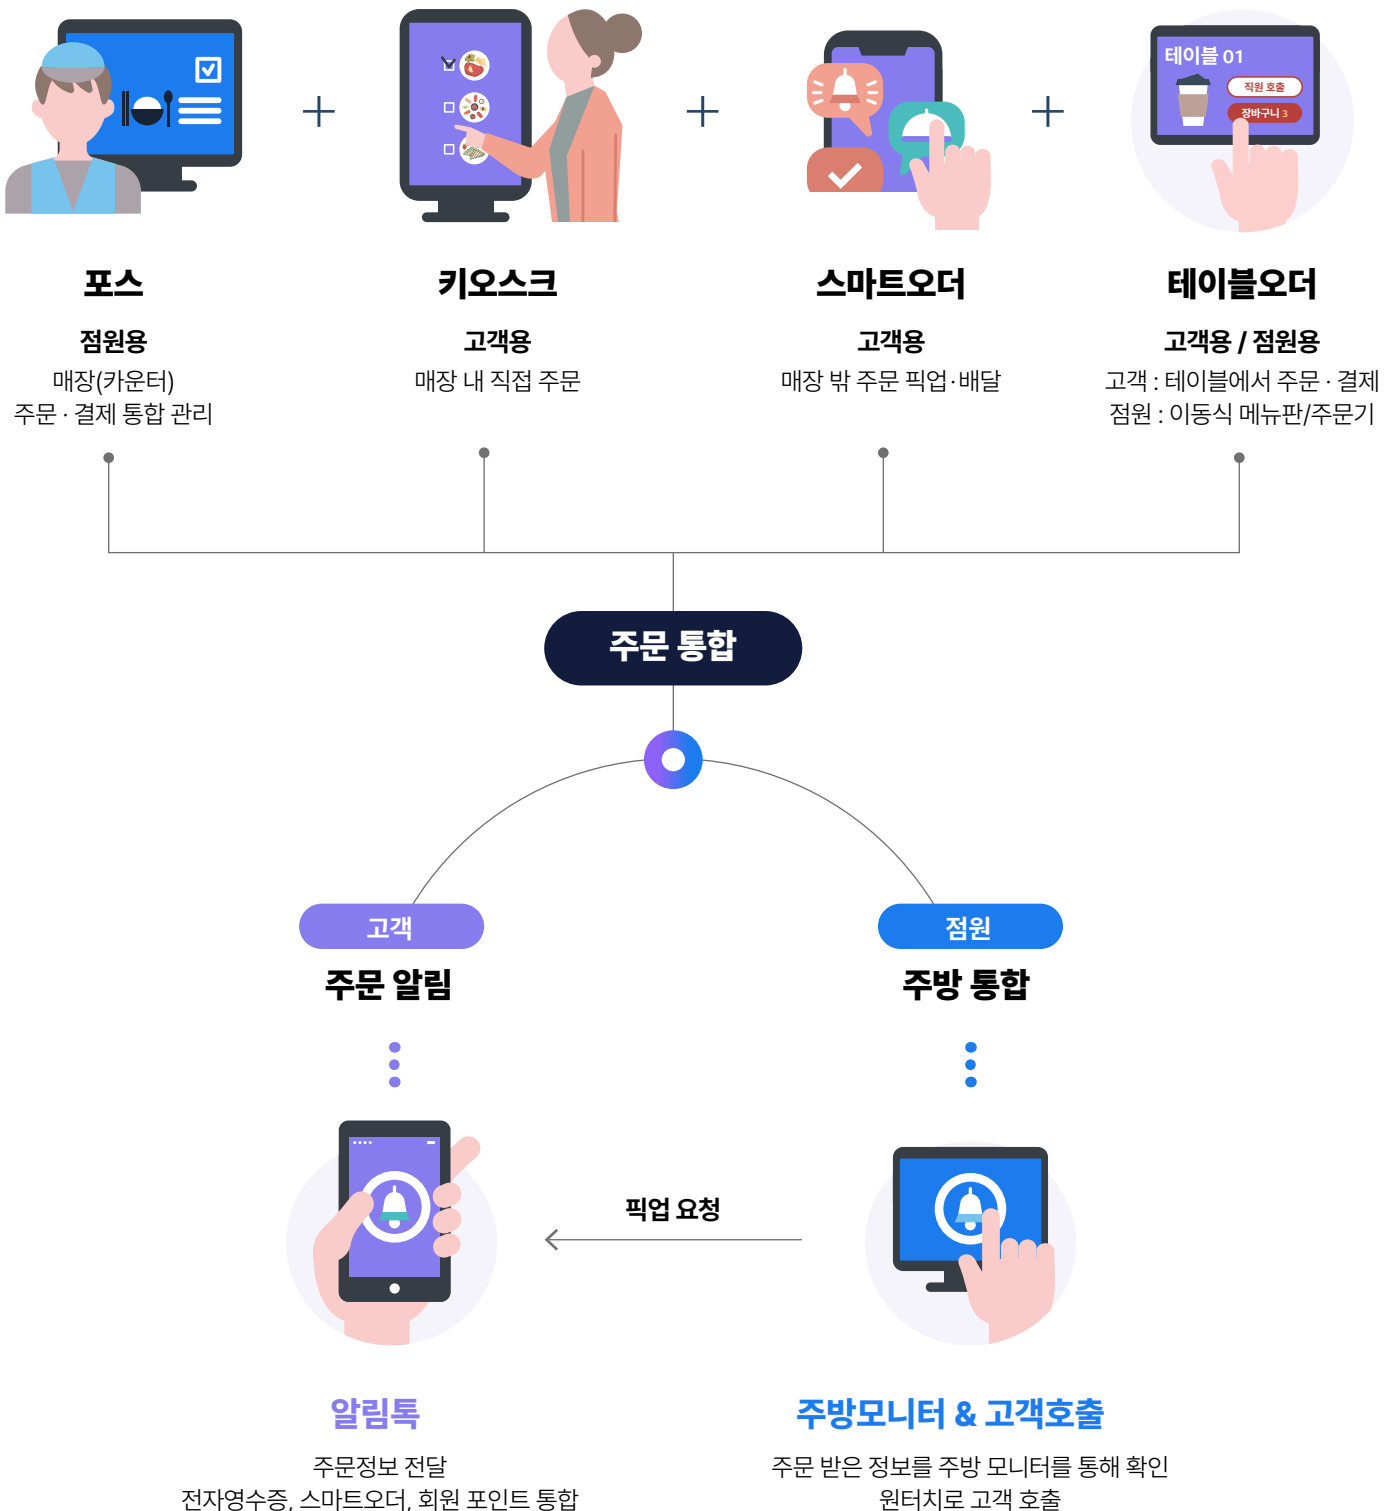 테이블 01
직원 호출
장바구니 3
포스
키오스크
스마트오더
테이블오더
점원용
고객용
고객용
고객용 / 점원용
매장(카운터)
주문 · 결제 통합 관리
매장 내 직접 주문
매장 밖 주문 픽업·배달
고객 : 테이블에서 주문 · 결제
점원 : 이동식 메뉴판/주문기
주문 통합
고객
점원
주문 알림
주방 통합
픽업 요청
알림톡
주방모니터 & 고객호출
주문정보 전달
전자영수증, 스마트오더, 회원 포인트 통합
주문 받은 정보를 주방 모니터를 통해 확인
원터치로 고객 호출